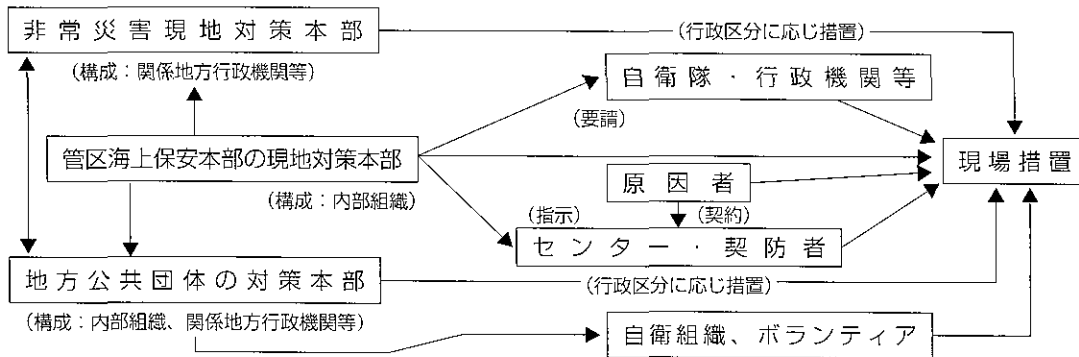 非常災害現地対策本部
(行政区分に応じ措置)
(構成：関係地方行政機関等)
自衛隊・行政機関等
(要請)
管区海上保安本部の現地対策本部
現場措置
原因者
(構成：内部組織)
(指示)
(契約)
センター・契防者
地方公共団体の対策本部
(行政区分に応じ措置)
(構成：内部組織、関係地方行政機関等)
自衛組織、ボランティア